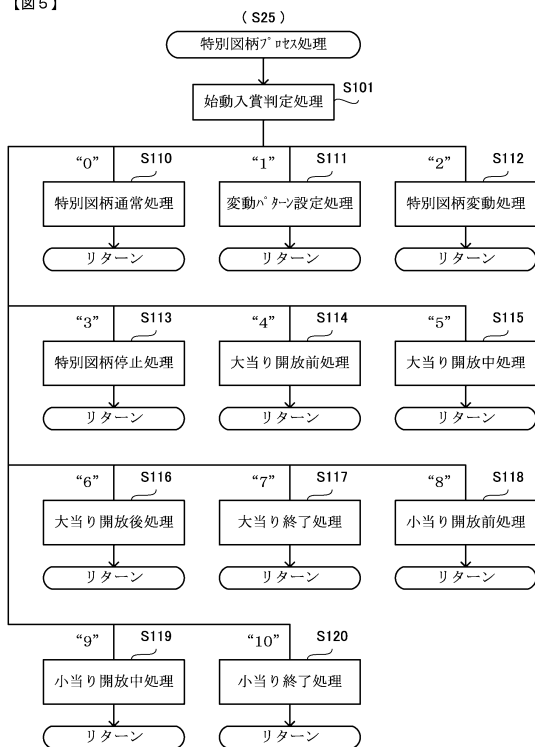 【図5】
(S25)
特別図柄プロセス処理
S101
始動入賞判定処理
“0” S110 “1” S111 “2” S112
特別図柄通常処理 変動パターン設定処理 特別図柄変動処理
リターン リターン リターン
“3” S113 “4” S114 “5” S115
特別図柄停止処理 大当り開放前処理 大当り開放中処理
リターン リターン リターン
“6” S116 “7” S117 “8” S118
大当り開放後処理 大当り終了処理 小当り開放前処理
リターン リターン リターン
“9” S119 “10” S120
小当り開放中処理 小当り終了処理
リターン リターン